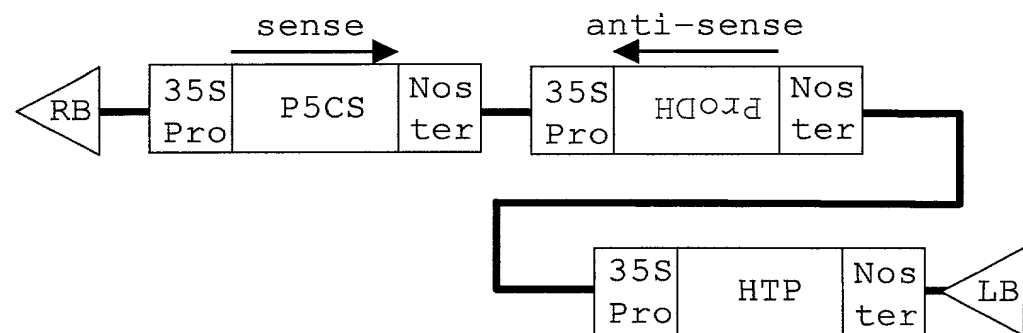 sense
anti-sense
RB
35S
Pro
P5CS
Nos
ter
35S
Pro
ProDH
Nos
ter
35S
Pro
HTP
Nos
ter
LB